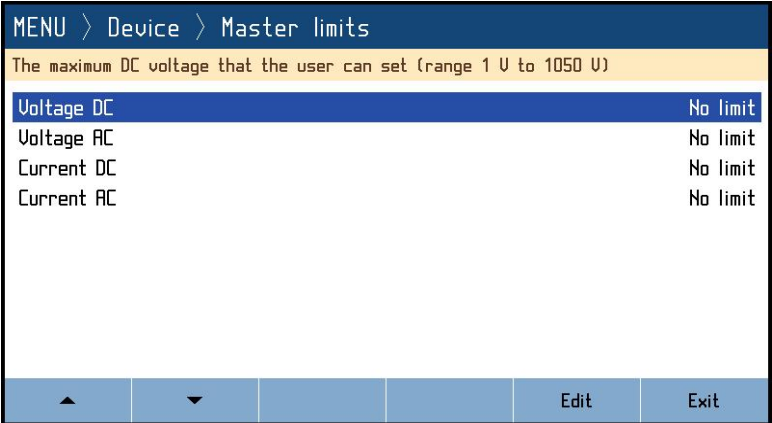 MENU > Device > Master limits
The maximum DC voltage that the user can set (range 1 V to 1050 V)
Voltage DC No limit
Voltage AC No limit
Current DC No limit
Current AC No limit
Edit Exit